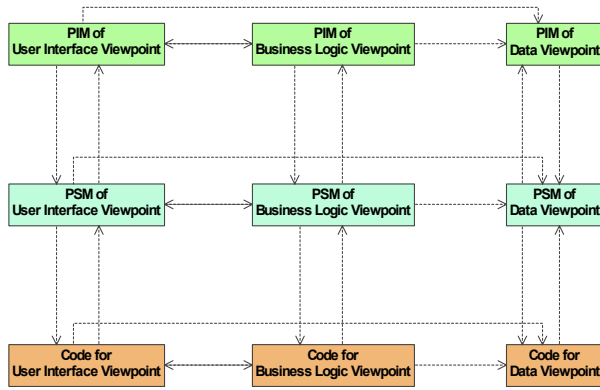 PIM of
User Interface Viewpoint
PIM of
Business Logic Viewpoint
PIM of
Data Viewpoint
PSM of
User Interface Viewpoint
PSM of
Business Logic Viewpoint
PSM of
Data Viewpoint
Code for
User Interface Viewpoint
Code for
Business Logic Viewpoint
Code for
Data Viewpoint